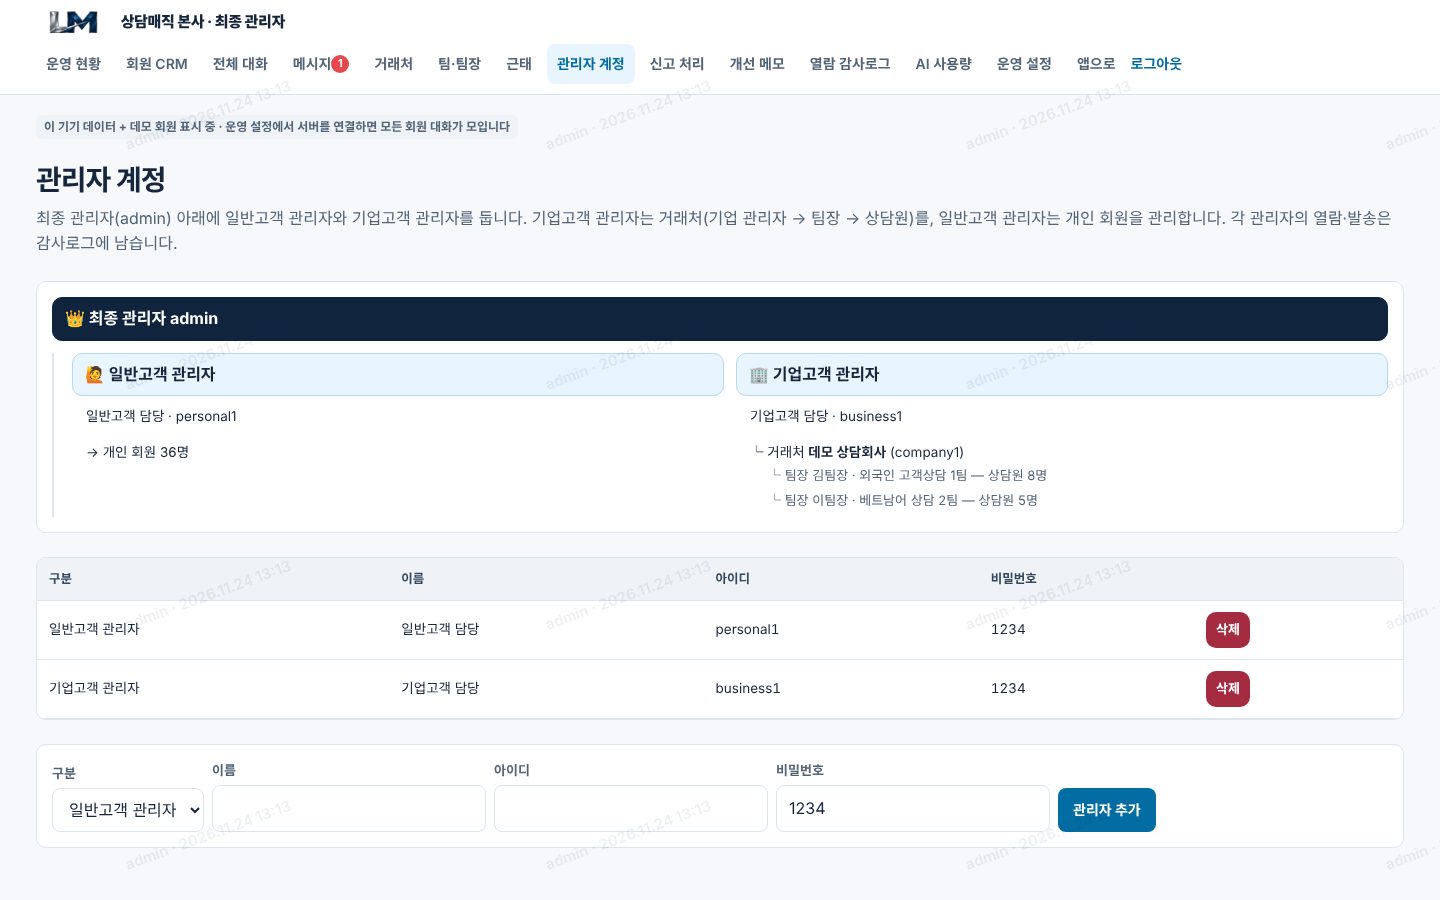 LM 상담매직 본사 · 최종 관리자
운영 현황 회원 CRM 전체 대화 메시지 1 거래처 팀·팀장 근태 관리자 계정 신고 처리 개선 메모 열람 감사로그 AI 사용량 운영 설정 앱으로 로그아웃
이 기기 데이터 + 데모 회원 표시 중 · 운영 설정에서 서버를 연결하면 모든 회원 대화가 모입니다
관리자 계정
최종 관리자(admin) 아래에 일반고객 관리자와 기업고객 관리자를 둡니다. 기업고객 관리자는 거래처(기업 관리자 → 팀장 → 상담원)를, 일반고객 관리자는 개인 회원을 관리합니다. 각 관리자의 열람·발송은
감사로그에 남습니다.
👑 최종 관리자 admin
🙋 일반고객 관리자
일반고객 담당 · personal1
→ 개인 회원 36명
🏢 기업고객 관리자
기업고객 담당 · business1
└ 거래처 데모 상담회사 (company1)
└ 팀장 김팀장 · 외국인 고객상담 1팀 — 상담원 8명
└ 팀장 이팀장 · 베트남어 상담 2팀 — 상담원 5명
구분 이름 아이디 비밀번호
일반고객 관리자 일반고객 담당 personal1 1234 삭제
기업고객 관리자 기업고객 담당 business1 1234 삭제
구분 이름 아이디 비밀번호
일반고객 관리자 1234 관리자 추가
admin · 2026.11.24 13:13